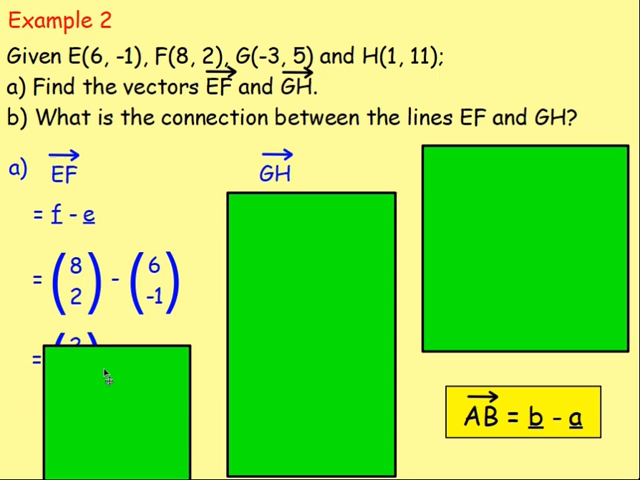 Example 2
Given E(6, -1), F(8, 2), G(-3, 5) and H(1, 11);
a) Find the vectors EF and GH.
b) What is the connection between the lines EF and GH?
a) EF
GH
= f - e
= (8 2) - (6 -1)
=
AB = b - a